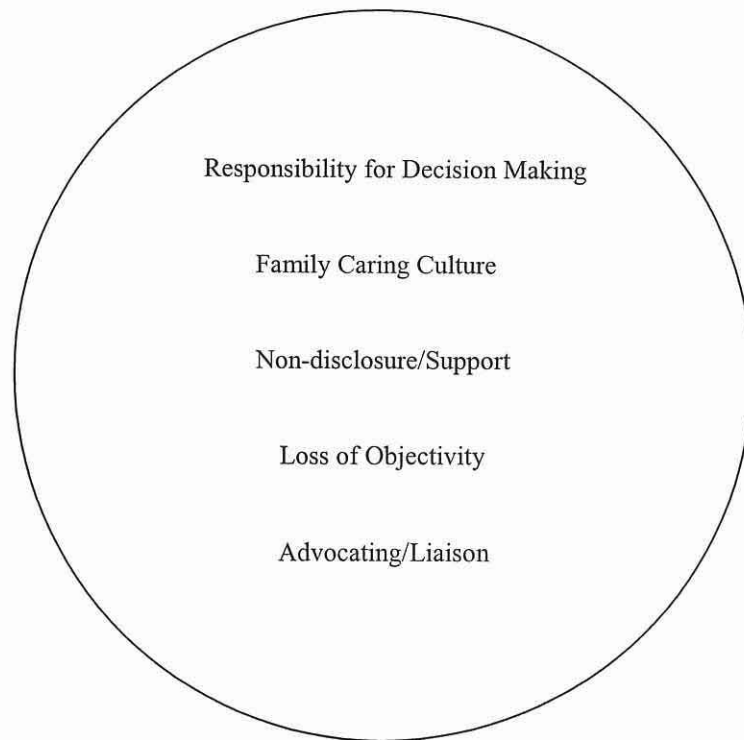 Responsibility for Decision Making
Family Caring Culture
Non-disclosure/Support
Loss of Objectivity
Advocating/Liaison